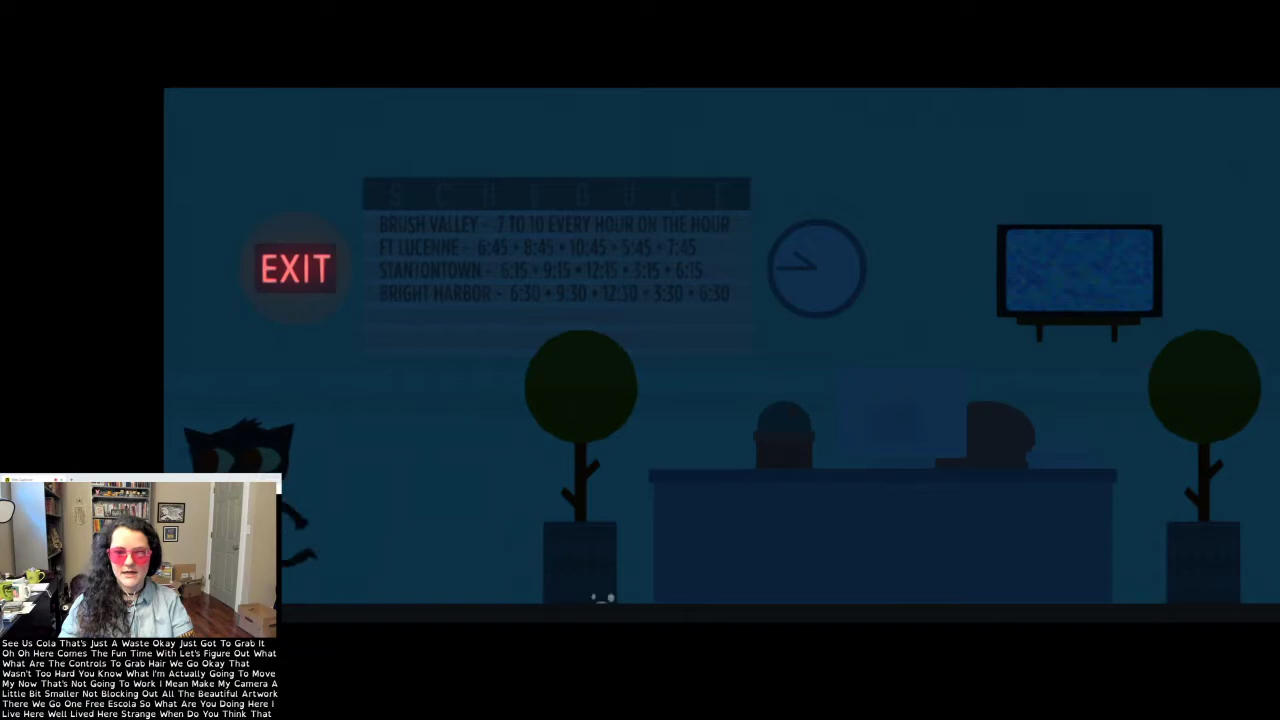 SCHEDULE
BRUSH VALLEY - 7 TO 10 EVERY HOUR ON THE HOUR
EXIT
FT LUCENNE - 6:45 • 8:45 • 10:45 • 5:45 • 7:45
STANTONTOWN - 6:15 • 9:15 • 12:15 • 3:15 • 6:15
BRIGHT HARBOR - 6:30 • 9:30 • 12:30 • 3:30 • 6:30
See Us Cola That's Just A Waste Okay Just Got To Grab It
Oh Oh Here Comes The Fun Time With Let's Figure Out What
What Are The Controls To Grab Hair We Go Okay That
Wasn't Too Hard You Know What I'm Actually Going To Move
My Now That's Not Going To Work I Mean Make My Camera A
Little Bit Smaller Not Blocking Out All The Beautiful Artwork
There We Go One Free Escola So What Are You Doing Here I
Live Here Well Lived Here Strange When Do You Think That